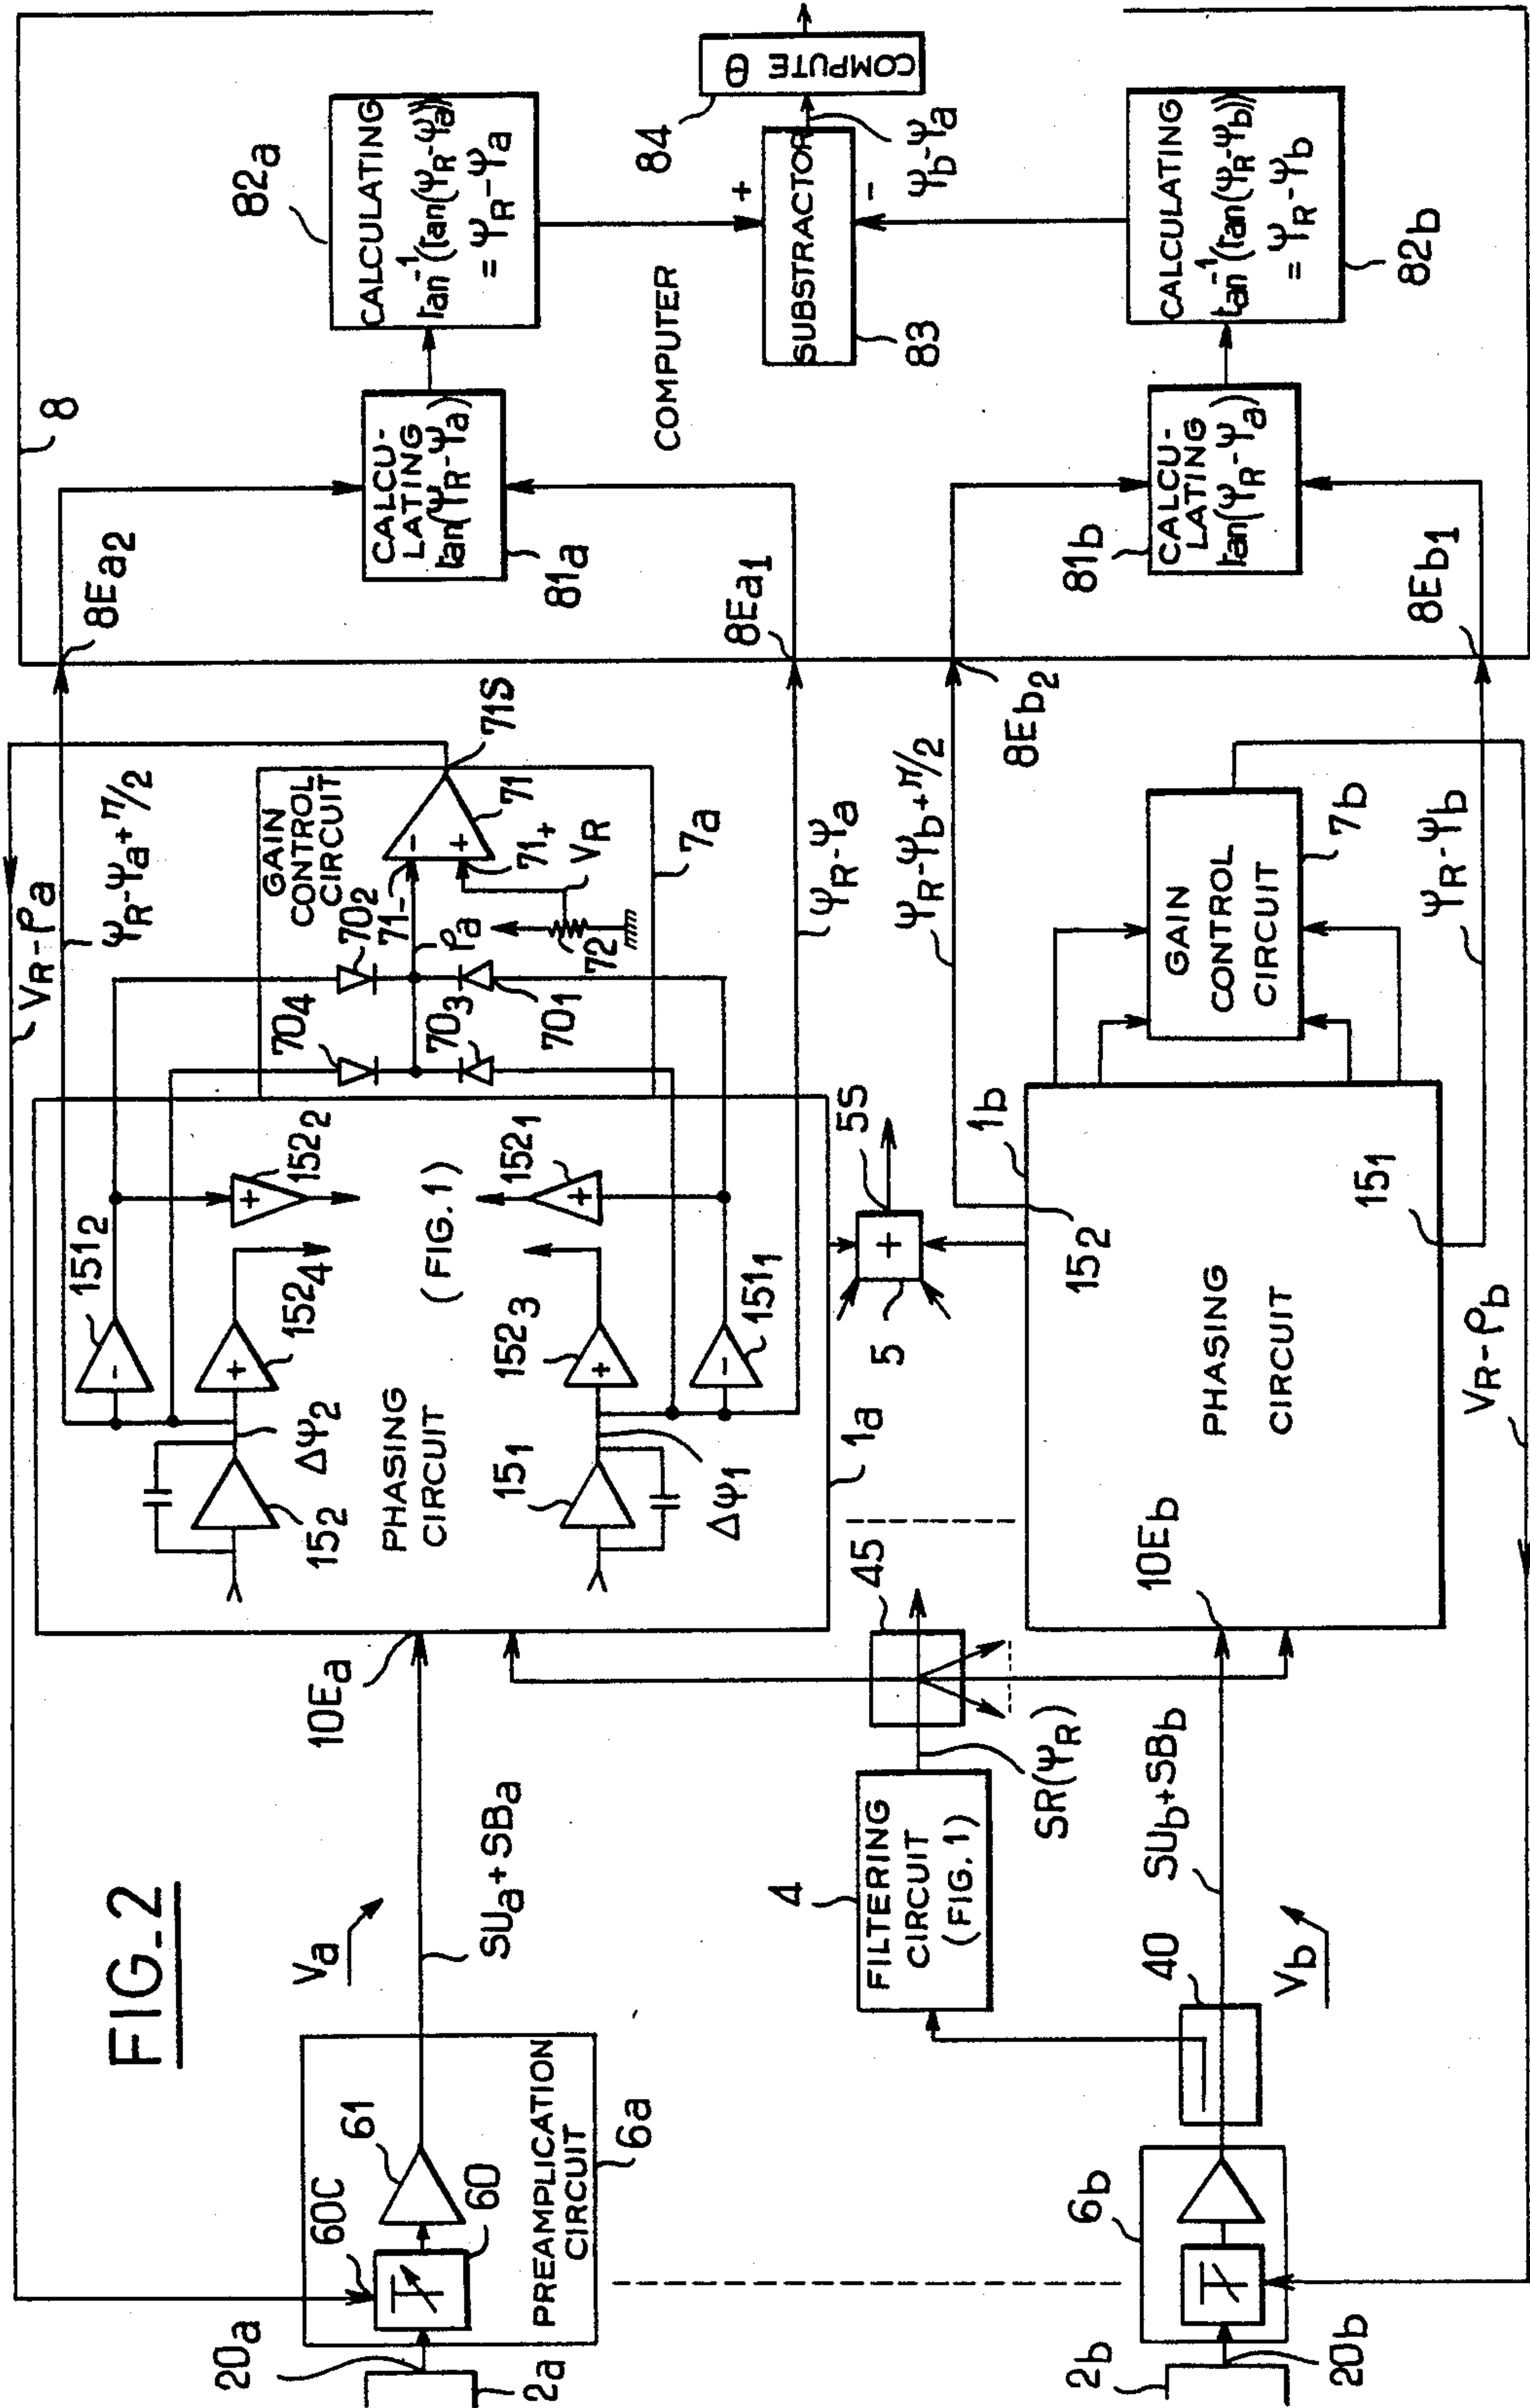 FIG_2
20a
2a
60C
60
61
PREAMPLICATION
CIRCUIT
6a
Va
SUa+SBa
10Ea
VR-ρa
ψR-ψa+π/2
152
Δψ2
1512
1524
1522
PHASING
CIRCUIT
(FIG.1)
151
Δψ1
1523
1511
1521
1a
704
702
703
701
GAIN
CONTROL
CIRCUIT
71-
ρa
72
71+
VR
71
71S
7a
ψR-ψa
8
8Ea2
8Ea1
CALCU-
LATING
tan(ψR-ψa)
81a
CALCULATING
tan-1(tan(ψR-ψa))
= ψR-ψa
82a
COMPUTER
SUBSTRACTOR
83
+
-
ψb-ψa
84
COMPUTE θ
4
FILTERING
CIRCUIT
(FIG.1)
SR(ψR)
45
5
+
5S
2b
20b
6b
40
Vb
SUb+SBb
10Eb
PHASING
CIRCUIT
1b
152
151
VR-ρb
GAIN
CONTROL
CIRCUIT
7b
ψR-ψb+π/2
ψR-ψb
8Eb2
8Eb1
CALCU-
LATING
tan(ψR-ψa)
81b
CALCULATING
tan-1(tan(ψR-ψb))
= ψR-ψb
82b